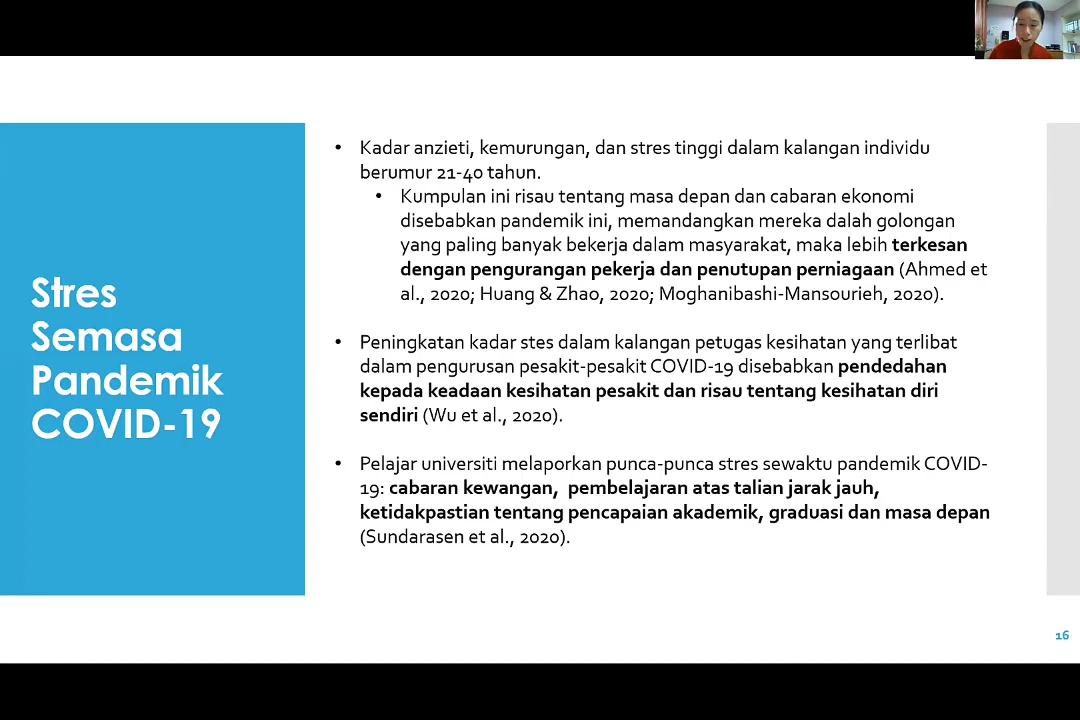 Stres
Semasa
Pandemik
COVID-19
• Kadar anzieti, kemurungan, dan stres tinggi dalam kalangan individu
berumur 21-40 tahun.
• Kumpulan ini risau tentang masa depan dan cabaran ekonomi
disebabkan pandemik ini, memandangkan mereka dalah golongan
yang paling banyak bekerja dalam masyarakat, maka lebih terkesan
dengan pengurangan pekerja dan penutupan perniagaan (Ahmed et
al., 2020; Huang & Zhao, 2020; Moghanibashi-Mansourieh, 2020).
• Peningkatan kadar stes dalam kalangan petugas kesihatan yang terlibat
dalam pengurusan pesakit-pesakit COVID-19 disebabkan pendedahan
kepada keadaan kesihatan pesakit dan risau tentang kesihatan diri
sendiri (Wu et al., 2020).
• Pelajar universiti melaporkan punca-punca stres sewaktu pandemik COVID-
19: cabaran kewangan, pembelajaran atas talian jarak jauh,
ketidakpastian tentang pencapaian akademik, graduasi dan masa depan
(Sundarasen et al., 2020).
16